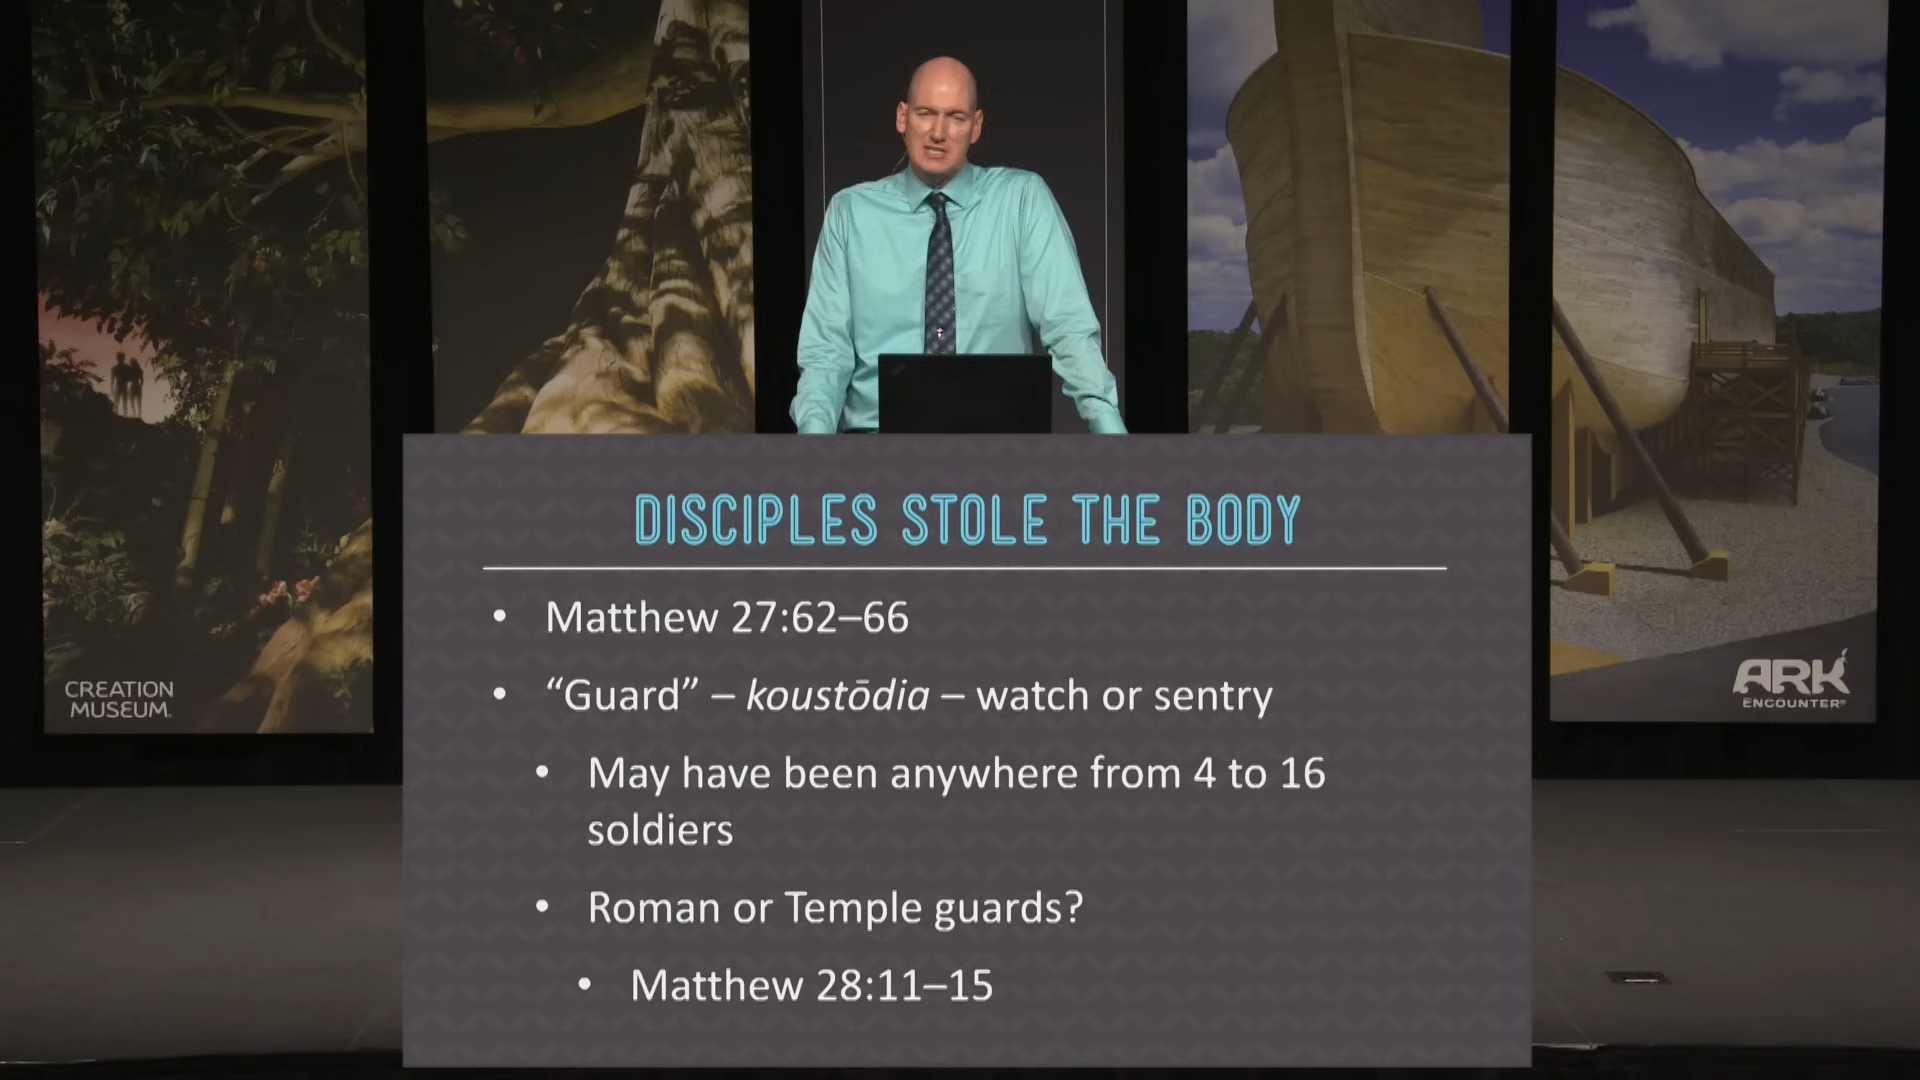 DISCIPLES STOLE THE BODY
• Matthew 27:62–66
• “Guard” – koustōdia – watch or sentry
• May have been anywhere from 4 to 16
soldiers
• Roman or Temple guards?
• Matthew 28:11–15
CREATION
MUSEUM
ARK
ENCOUNTER®